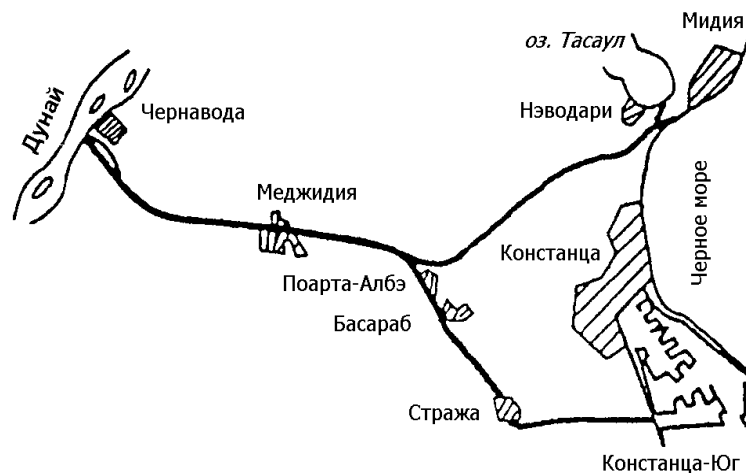 Мидия
оз. Тасаул
Дунай
Чернавода
Нэводари
Меджидия
Черное море
Констанца
Поарта-Албэ
Басараб
Стража
Констанца-Юг